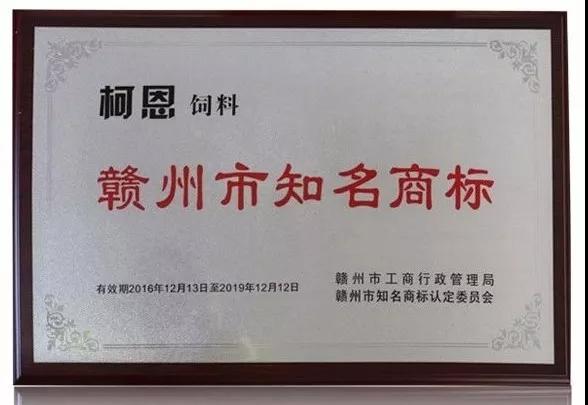 柯恩 饲料
赣州市知名商标
有效期2016年12月13日至2019年12月12日
赣州市工商行政管理局
赣州市知名商标认定委员会